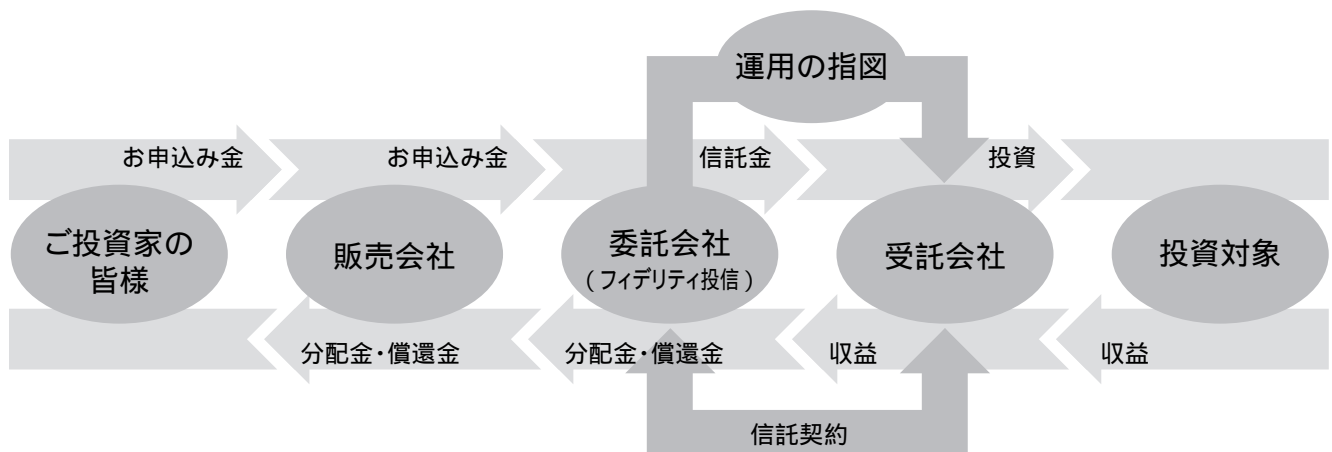 運用の指図
お申込み金
お申込み金
信託金
投資
ご投資家の
皆様
販売会社
委託会社
(フィデリティ投信)
受託会社
投資対象
分配金・償還金
分配金・償還金
収益
収益
信託契約